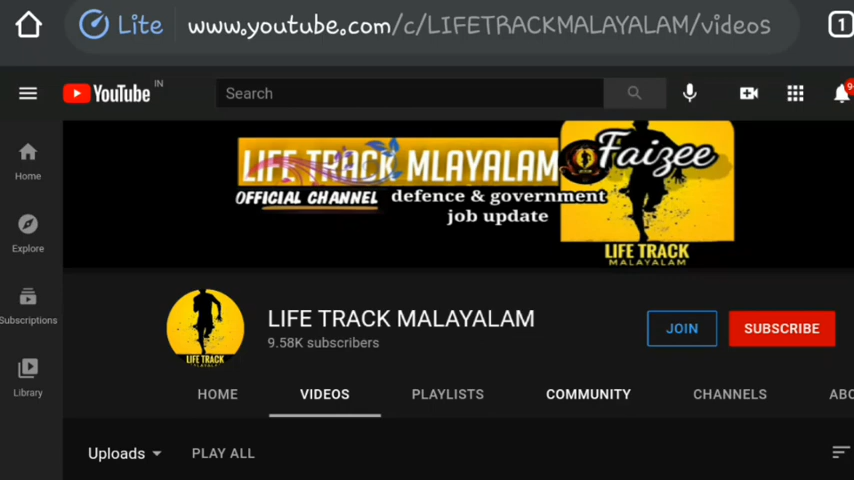 Lite www.youtube.com/c/LIFETRACKMALAYALAM/videos 1
YouTube IN Search 9
LIFE TRACK MLAYALAM Faizee
OFFICIAL CHANNEL defence & government
job update
LIFE TRACK
MALAYALAM
Home
Explore
Subscriptions
Library
LIFE TRACK
MALAYALAM
LIFE TRACK MALAYALAM
9.58K subscribers
JOIN SUBSCRIBE
HOME VIDEOS PLAYLISTS COMMUNITY CHANNELS ABO
Uploads PLAY ALL